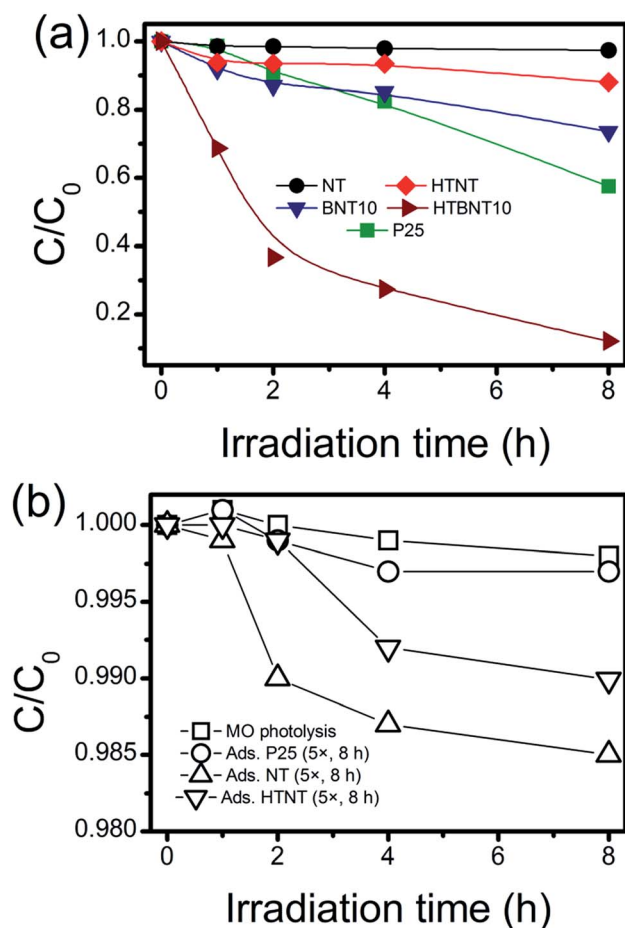 (a)
1.0
0.8
0.6
0.4
0.2
C/C0
NT
HTNT
BNT10
HTBNT10
P25
0 2 4 6 8
Irradiation time (h)
(b)
1.000
0.995
0.990
0.985
0.980
C/C0
MO photolysis
Ads. P25 (5×, 8 h)
Ads. NT (5×, 8 h)
Ads. HTNT (5×, 8 h)
0 2 4 6 8
Irradiation time (h)